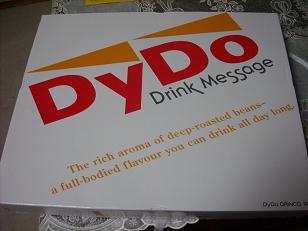 DyDo
Drink Message
The rich aroma of deep-roasted beans-
a full-bodied flavour you can drink all day long.
DyDo DRINCO,